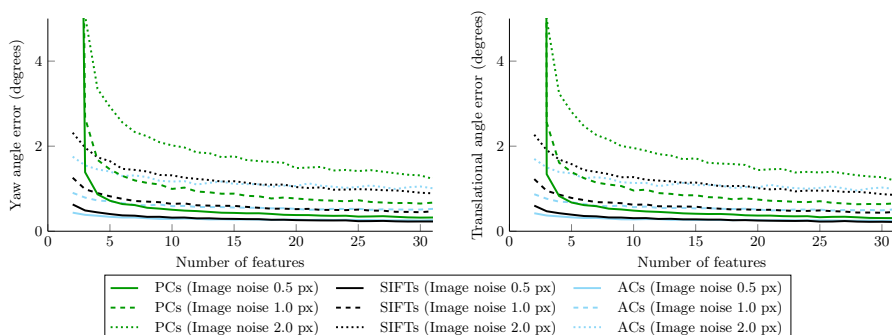 4
2
0
0 5 10 15 20 25 30
Yaw angle error (degrees)
Number of features
4
2
0
0 5 10 15 20 25 30
Translational angle error (degrees)
Number of features
PCs (Image noise 0.5 px) SIFTs (Image noise 0.5 px) ACs (Image noise 0.5 px)
PCs (Image noise 1.0 px) SIFTs (Image noise 1.0 px) ACs (Image noise 1.0 px)
PCs (Image noise 2.0 px) SIFTs (Image noise 2.0 px) ACs (Image noise 2.0 px)